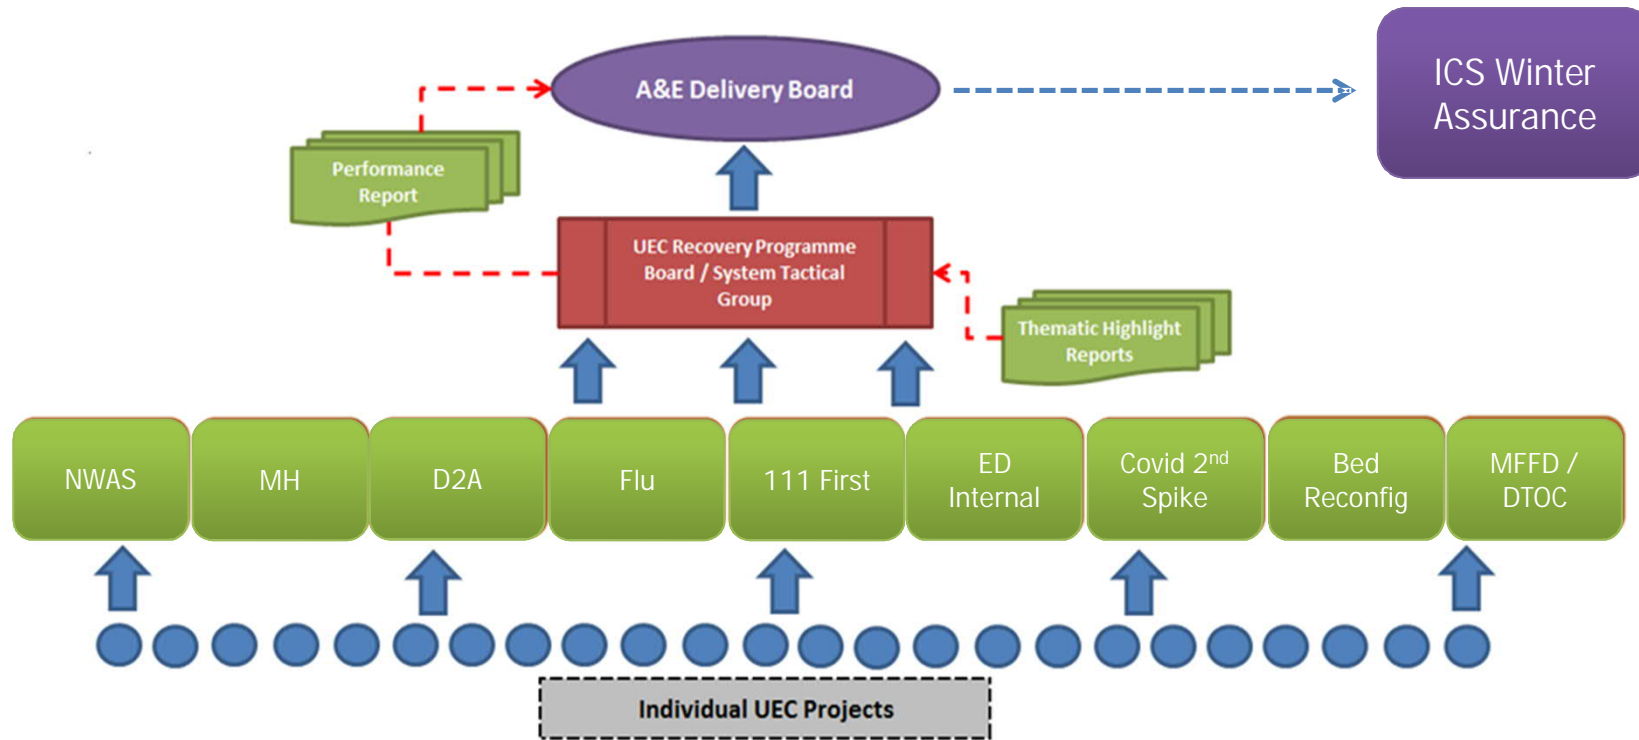 ICS Winter
Assurance
A&E Delivery Board
Performance
Report
UEC Recovery Programme
Board / System Tactical
Group
Thematic Highlight
Reports
NWAS
MH
D2A
Flu
111 First
ED
Internal
Covid 2nd
Spike
Bed
Reconfig
MFFD /
DTOC
Individual UEC Projects